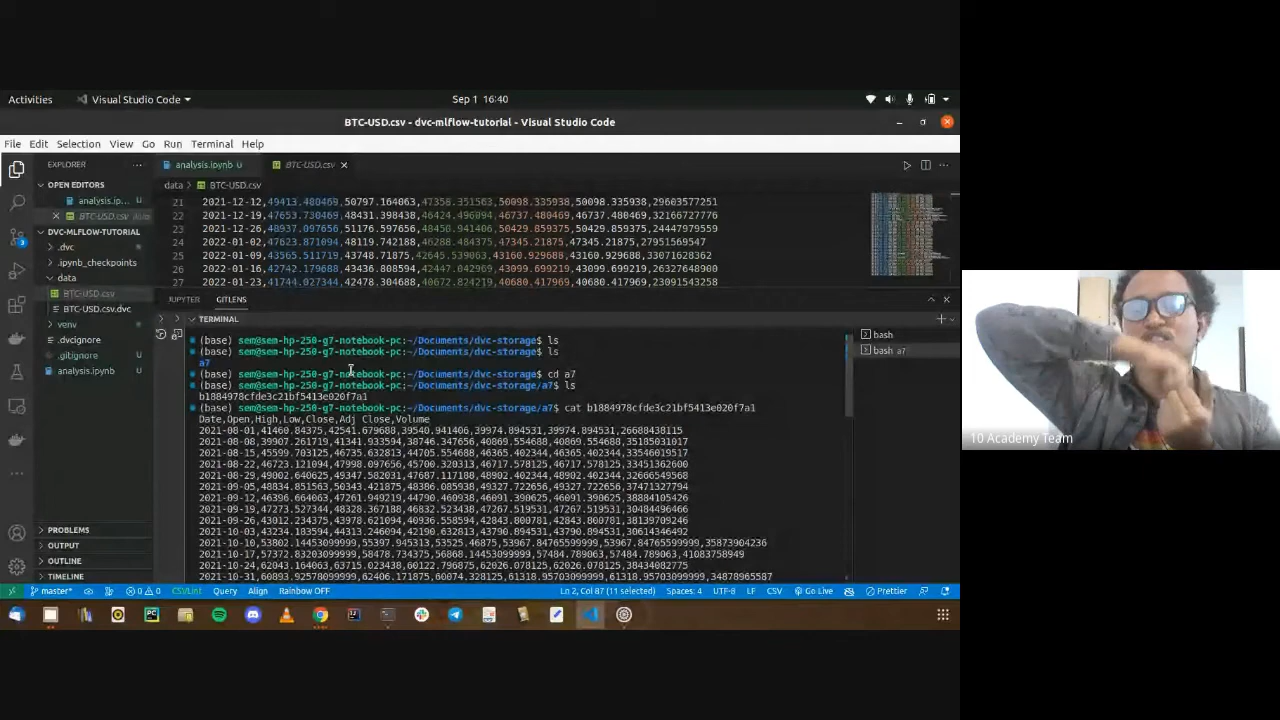 Activities
Visual Studio Code
Sep 1 16:40
BTC-USD.csv - dvc-mlflow-tutorial - Visual Studio Code
File Edit Selection View Go Run Terminal Help
EXPLORER
analysis.ipynb U
BTC-USD.csv
OPEN EDITORS
analysis.ip... U
BTC-USD.csv data
DVC-MLFLOW-TUTORIAL
.dvc
.ipynb_checkpoints
data
BTC-USD.csv
BTC-USD.csv.dvc
venv
.dvcignore
.gitignore
analysis.ipynb
PROBLEMS
OUTPUT
OUTLINE
TIMELINE
data > BTC-USD.csv
21 2021-12-12,49413.480469,50797.164063,47358.351563,50098.335938,50098.335938,29603577251
22 2021-12-19,47653.730469,48431.398438,46424.496094,46737.480469,46737.480469,32166727776
23 2021-12-26,48937.097656,51176.597656,48450.941406,50429.859375,50429.859375,24447979559
24 2022-01-02,47623.871094,48119.742188,46288.484375,47345.21875,47345.21875,27951569547
25 2022-01-09,43565.511719,43748.71875,42645.539063,43160.929688,43160.929688,33071628362
26 2022-01-16,42742.179688,43436.808594,42447.042969,43099.699219,43099.699219,26327648900
27 2022-01-23,41744.027344,42478.304688,40672.824219,40680.417969,40680.417969,23091543258
JUPYTER GITLENS
TERMINAL
(base) sem@sem-hp-250-g7-notebook-pc:~/Documents/dvc-storage$ ls
(base) sem@sem-hp-250-g7-notebook-pc:~/Documents/dvc-storage$ ls
a7
(base) sem@sem-hp-250-g7-notebook-pc:~/Documents/dvc-storage$ cd a7
(base) sem@sem-hp-250-g7-notebook-pc:~/Documents/dvc-storage/a7$ ls
b1884978cfde3c21bf5413e020f7a1
(base) sem@sem-hp-250-g7-notebook-pc:~/Documents/dvc-storage/a7$ cat b1884978cfde3c21bf5413e020f7a1
Date,Open,High,Low,Close,Adj Close,Volume
2021-08-01,41460.84375,42541.679688,39540.941406,39974.894531,39974.894531,26688438115
2021-08-08,39907.261719,41341.933594,38746.347656,40869.554688,40869.554688,35185031017
2021-08-15,45599.703125,46735.632813,44705.554688,46365.402344,46365.402344,33546019517
2021-08-22,46723.121094,47998.097656,45700.320313,46717.578125,46717.578125,33451362600
2021-08-29,49002.640625,49347.582031,47687.117188,48902.402344,48902.402344,32666549568
2021-09-05,48834.851563,50343.421875,48306.085938,49327.722656,49327.722656,37471327794
2021-09-12,46396.664063,47261.949219,44790.460938,46091.390625,46091.390625,38884105426
2021-09-19,47273.527344,48328.367188,46832.523438,47267.519531,47267.519531,30484496466
2021-09-26,43012.234375,43978.621094,40936.558594,42843.800781,42843.800781,38139709246
2021-10-03,43234.183594,44313.246094,42190.632813,43790.894531,43790.894531,30614346492
2021-10-10,53802.14453099999,55397.945313,53525.46875,53967.84765599999,53967.84765599999,35873904236
2021-10-17,57372.83203099999,58478.734375,56868.14453099999,57484.789063,57484.789063,41083758949
2021-10-24,62043.164063,63715.023438,60122.796875,62026.078125,62026.078125,38434082775
2021-10-31,60893.92578099999,62406.171875,60074.328125,61318.95703099999,61318.95703099999,34878965587
bash
bash a7
master* 0 0 CSVLint Query Align Rainbow OFF
Ln 2, Col 87 (11 selected) Spaces: 4 UTF-8 LF CSV Go Live Prettier
10 Academy Team